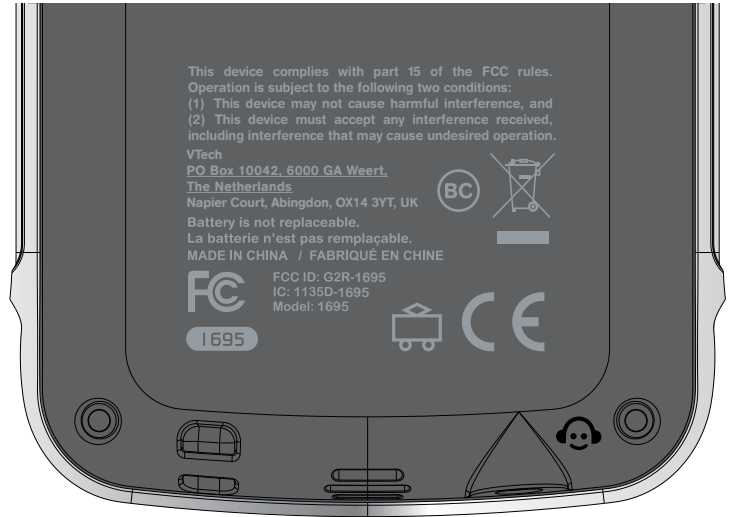 This device complies with part 15 of the FCC rules.
Operation is subject to the following two conditions:
(1) This device may not cause harmful interference, and
(2) This device must accept any interference received,
including interference that may cause undesired operation.
VTech
PO Box 10042, 6000 GA Weert,
The Netherlands
Napier Court, Abingdon, OX14 3YT, UK
BC
Battery is not replaceable.
La batterie n'est pas remplaçable.
MADE IN CHINA / FABRIQUÉ EN CHINE
FC
FCC ID: G2R-1695
IC: 1135D-1695
Model: 1695
1695
CE